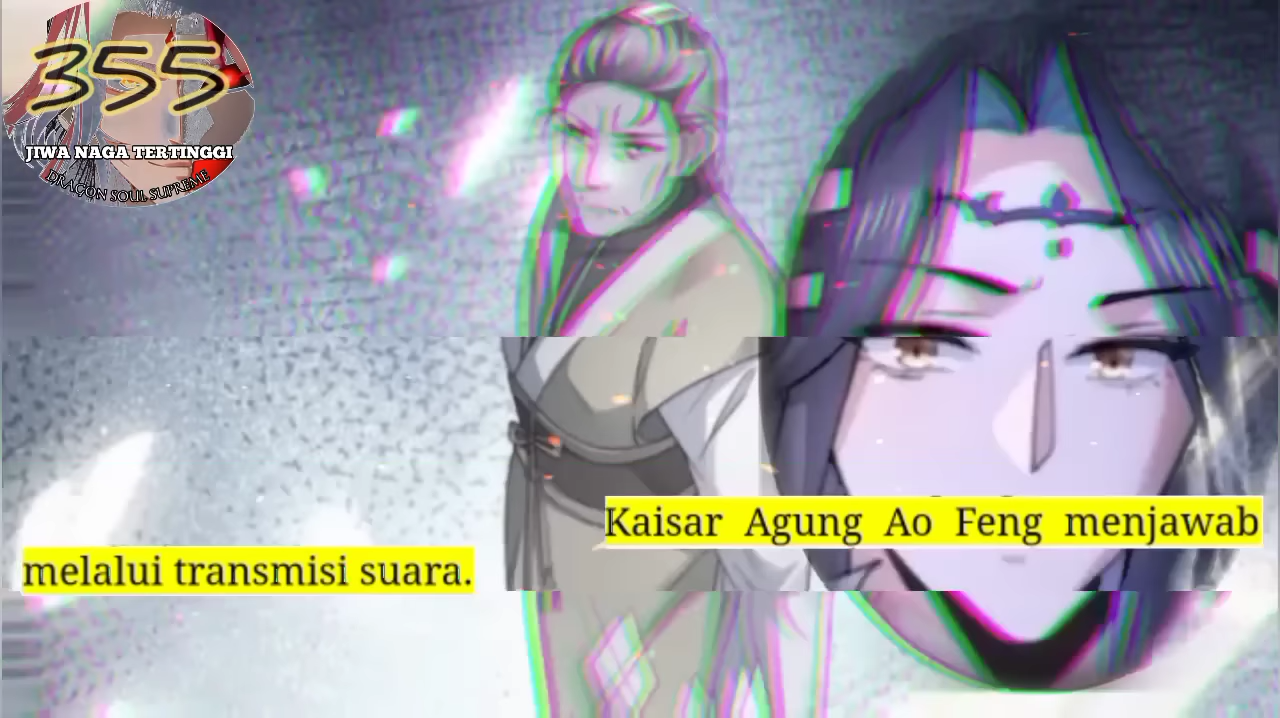 355
JIWA NAGA TERTINGGI
DRAGON SOUL SUPREME
Kaisar Agung Ao Feng menjawab
melalui transmisi suara.